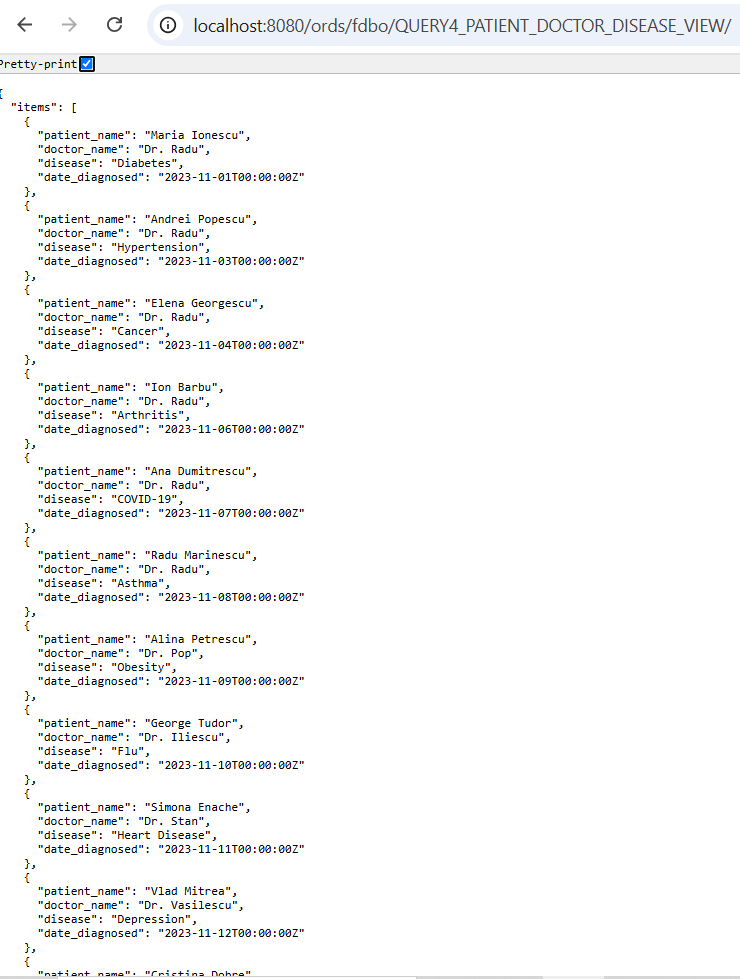 localhost:8080/ords/fdbo/QUERY4_PATIENT_DOCTOR_DISEASE_VIEW/
Pretty-print
{
  "items": [
    {
      "patient_name": "Maria Ionescu",
      "doctor_name": "Dr. Radu",
      "disease": "Diabetes",
      "date_diagnosed": "2023-11-01T00:00:00Z"
    },
    {
      "patient_name": "Andrei Popescu",
      "doctor_name": "Dr. Radu",
      "disease": "Hypertension",
      "date_diagnosed": "2023-11-03T00:00:00Z"
    },
    {
      "patient_name": "Elena Georgescu",
      "doctor_name": "Dr. Radu",
      "disease": "Cancer",
      "date_diagnosed": "2023-11-04T00:00:00Z"
    },
    {
      "patient_name": "Ion Barbu",
      "doctor_name": "Dr. Radu",
      "disease": "Arthritis",
      "date_diagnosed": "2023-11-06T00:00:00Z"
    },
    {
      "patient_name": "Ana Dumitrescu",
      "doctor_name": "Dr. Radu",
      "disease": "COVID-19",
      "date_diagnosed": "2023-11-07T00:00:00Z"
    },
    {
      "patient_name": "Radu Marinescu",
      "doctor_name": "Dr. Radu",
      "disease": "Asthma",
      "date_diagnosed": "2023-11-08T00:00:00Z"
    },
    {
      "patient_name": "Alina Petrescu",
      "doctor_name": "Dr. Pop",
      "disease": "Obesity",
      "date_diagnosed": "2023-11-09T00:00:00Z"
    },
    {
      "patient_name": "George Tudor",
      "doctor_name": "Dr. Iliescu",
      "disease": "Flu",
      "date_diagnosed": "2023-11-10T00:00:00Z"
    },
    {
      "patient_name": "Simona Enache",
      "doctor_name": "Dr. Stan",
      "disease": "Heart Disease",
      "date_diagnosed": "2023-11-11T00:00:00Z"
    },
    {
      "patient_name": "Vlad Mitrea",
      "doctor_name": "Dr. Vasilescu",
      "disease": "Depression",
      "date_diagnosed": "2023-11-12T00:00:00Z"
    },
    {
      "patient_name": "Cristina Dobre",